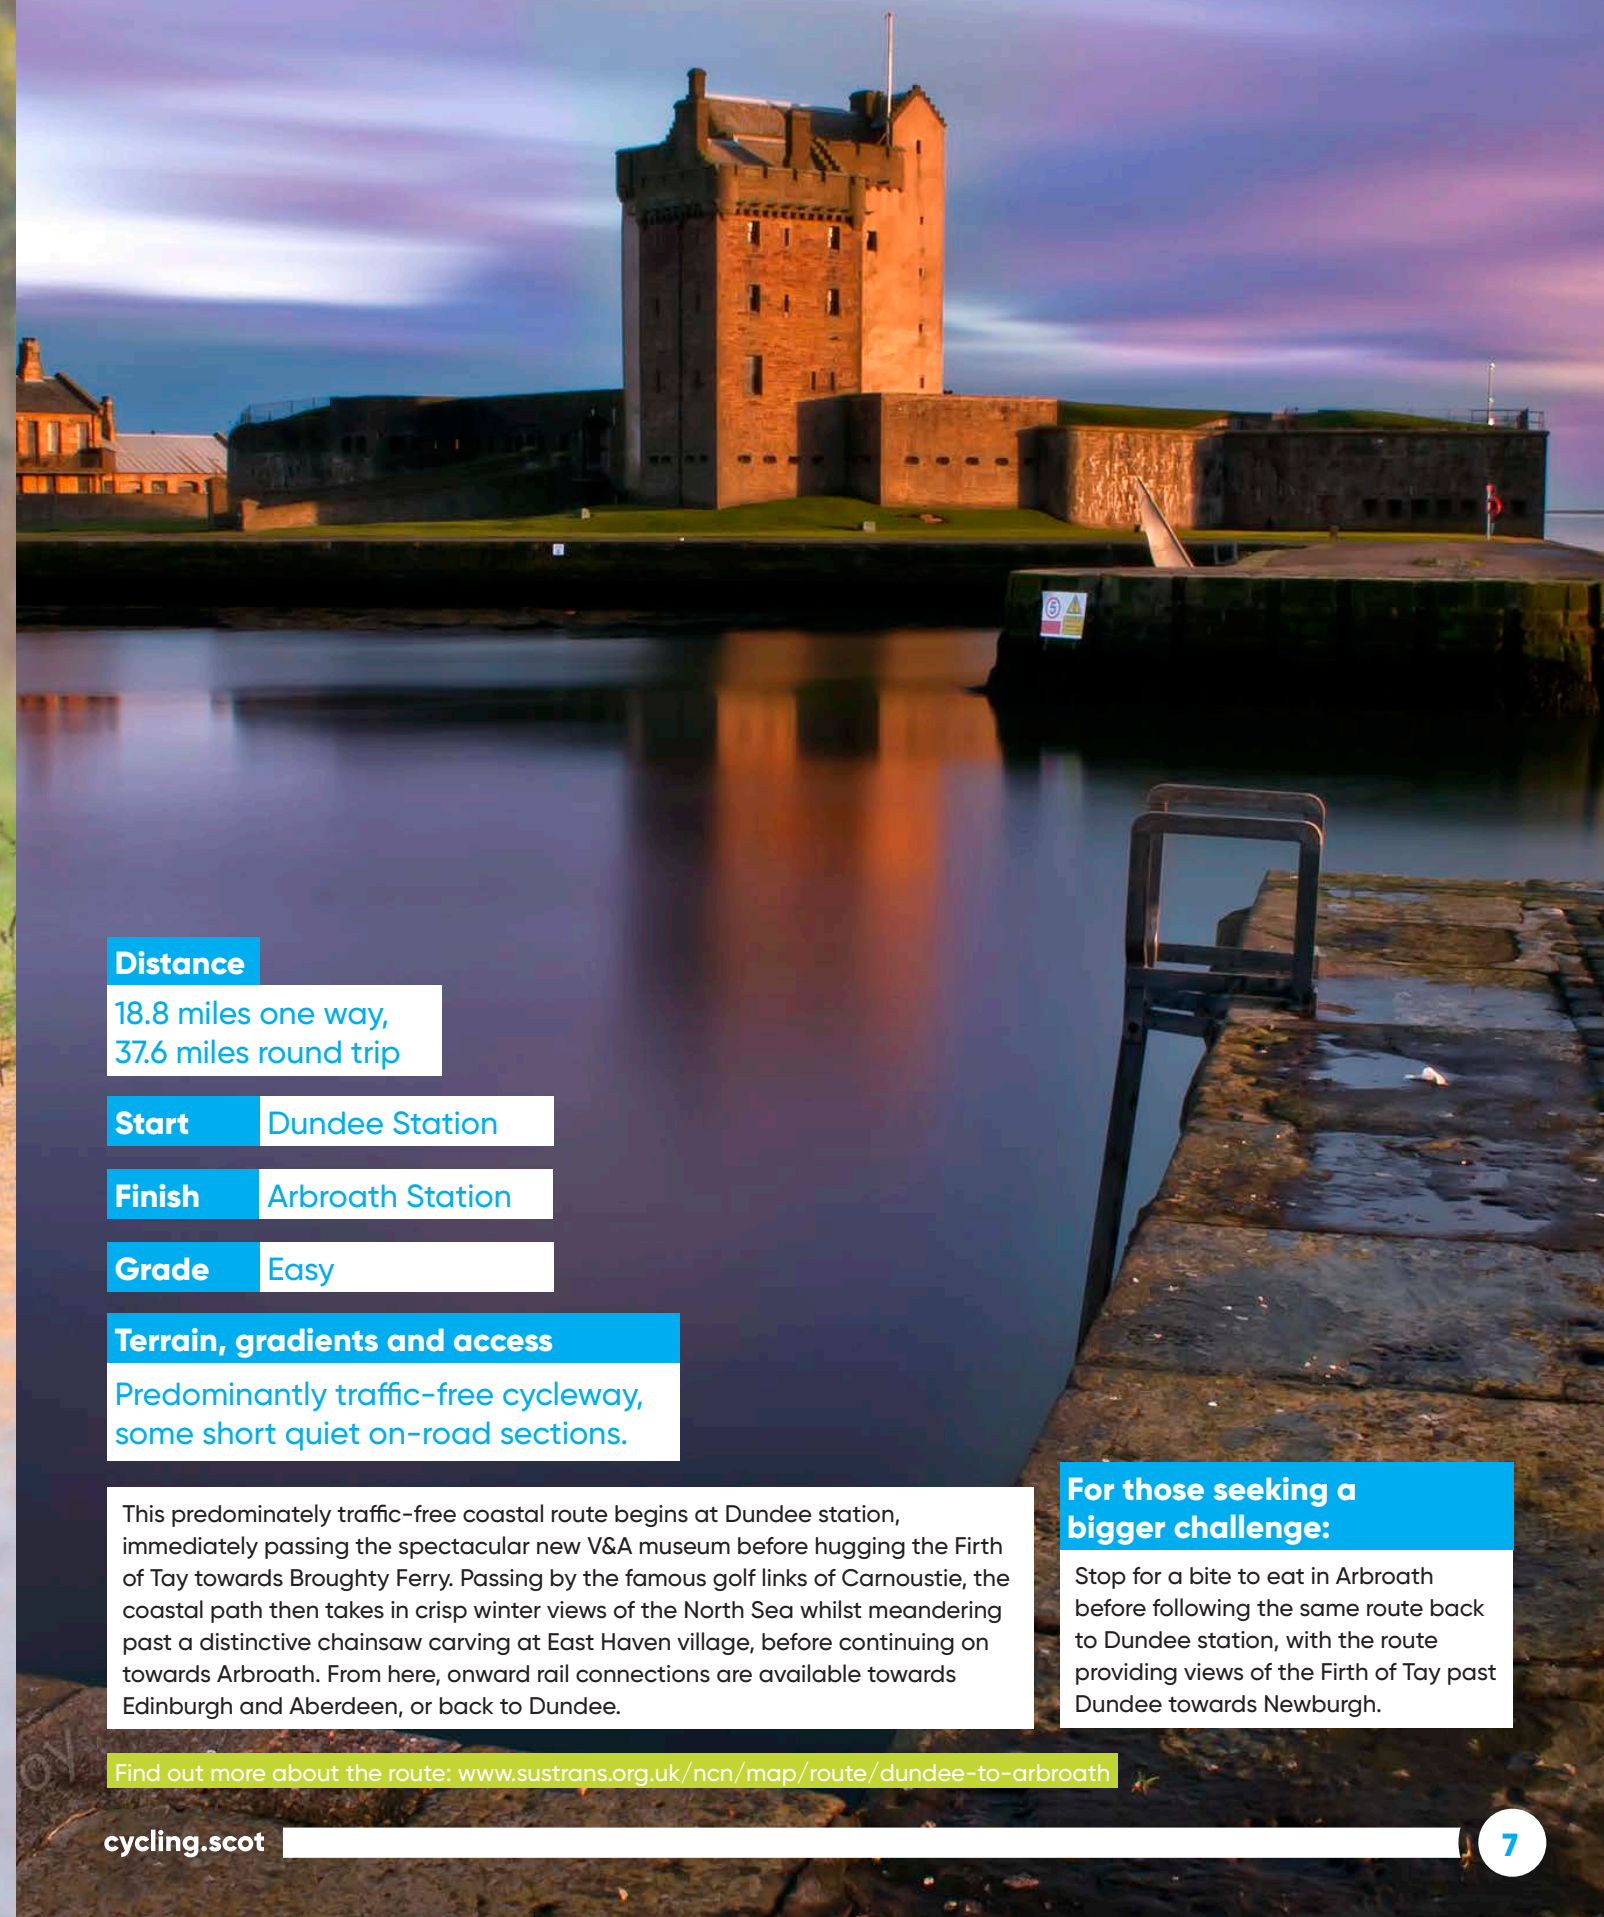 Distance
18.8 miles one way,
37.6 miles round trip
Start Dundee Station
Finish Arbroath Station
Grade Easy
Terrain, gradients and access
Predominantly traffic-free cycleway,
some short quiet on-road sections.
This predominately traffic-free coastal route begins at Dundee station,
immediately passing the spectacular new V&A museum before hugging the Firth
of Tay towards Broughty Ferry. Passing by the famous golf links of Carnoustie, the
coastal path then takes in crisp winter views of the North Sea whilst meandering
past a distinctive chainsaw carving at East Haven village, before continuing on
towards Arbroath. From here, onward rail connections are available towards
Edinburgh and Aberdeen, or back to Dundee.
For those seeking a
bigger challenge:
Stop for a bite to eat in Arbroath
before following the same route back
to Dundee station, with the route
providing views of the Firth of Tay past
Dundee towards Newburgh.
Find out more about the route: www.sustrans.org.uk/ncn/map/route/dundee-to-arbroath
cycling.scot
7